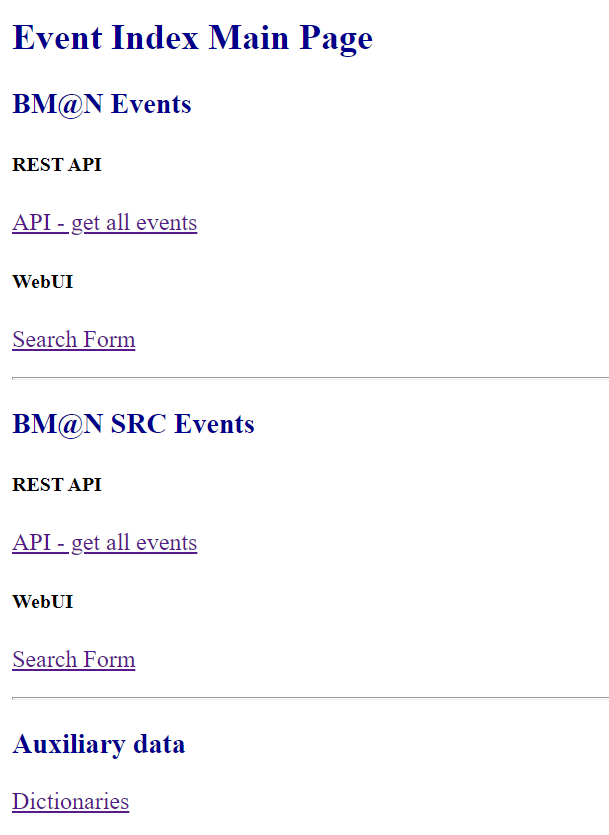 Event Index Main Page
BM@N Events
REST API
API - get all events
WebUI
Search Form
BM@N SRC Events
REST API
API - get all events
WebUI
Search Form
Auxiliary data
Dictionaries